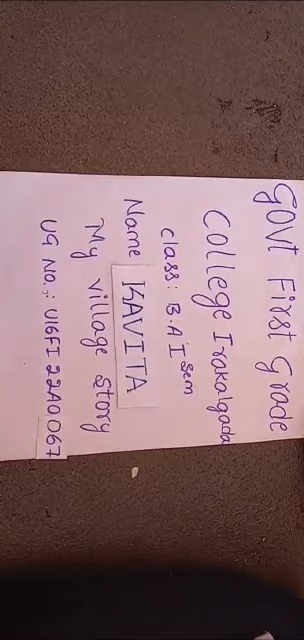 Govt First Grade
College Irakalgada
Class: B.A I Sem
Name KAVITA
My village story
UG No.: U16FI22A0067